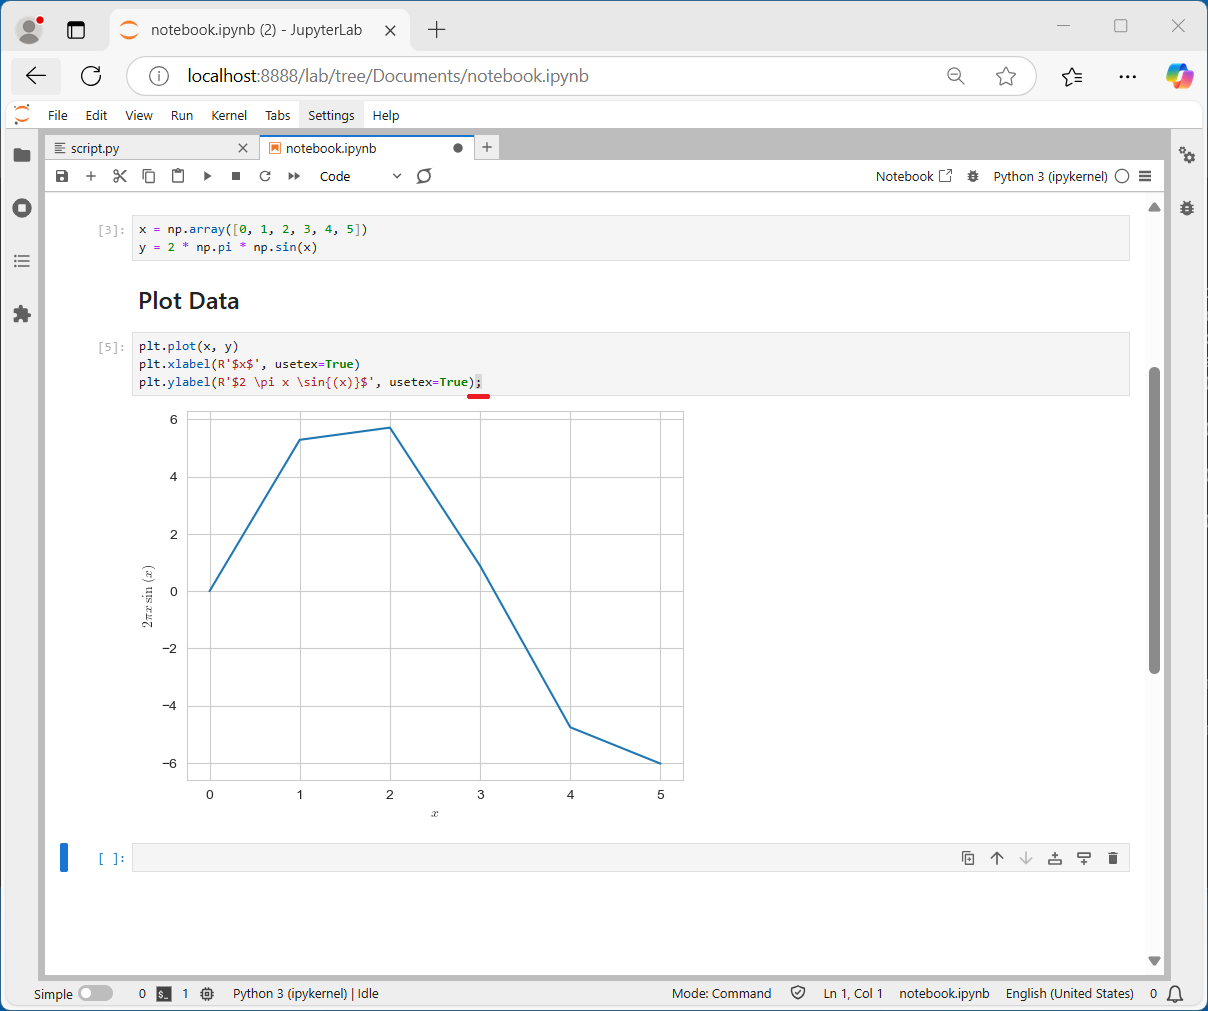 notebook.ipynb (2) - JupyterLab
localhost:8888/lab/tree/Documents/notebook.ipynb
File Edit View Run Kernel Tabs Settings Help
script.py notebook.ipynb
Code Notebook Python 3 (ipykernel)
[3]: x = np.array([0, 1, 2, 3, 4, 5])
y = 2 * np.pi * np.sin(x)
Plot Data
[5]: plt.plot(x, y)
plt.xlabel(R'$x$', usetex=True)
plt.ylabel(R'$2 \pi x \sin{(x)}$', usetex=True);
6
4
2
0
−2
−4
−6
2πx sin (x)
0 1 2 3 4 5
x
[ ]:
Simple 0 $_ 1 Python 3 (ipykernel) | Idle Mode: Command Ln 1, Col 1 notebook.ipynb English (United States) 0